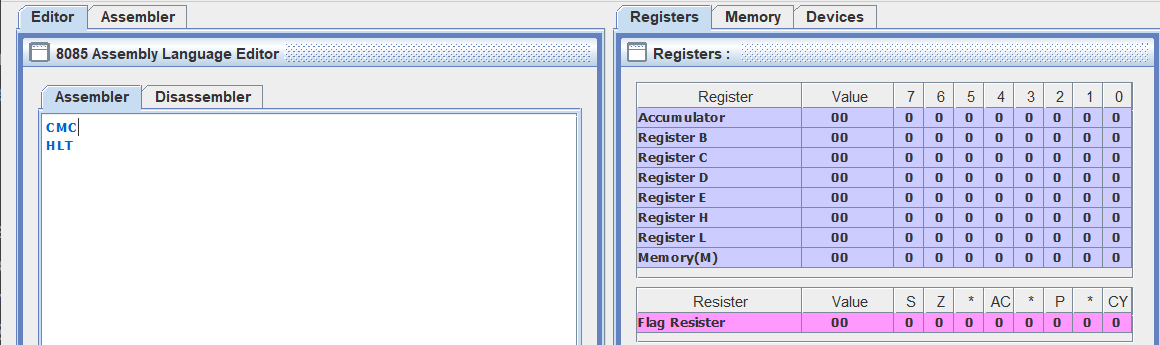 Editor Assembler
8085 Assembly Language Editor
Assembler Disassembler
CMC
HLT
Registers Memory Devices
Registers :
Register Value 7 6 5 4 3 2 1 0
Accumulator 00 0 0 0 0 0 0 0 0
Register B 00 0 0 0 0 0 0 0 0
Register C 00 0 0 0 0 0 0 0 0
Register D 00 0 0 0 0 0 0 0 0
Register E 00 0 0 0 0 0 0 0 0
Register H 00 0 0 0 0 0 0 0 0
Register L 00 0 0 0 0 0 0 0 0
Memory(M) 00 0 0 0 0 0 0 0 0
Resister Value S Z * AC * P * CY
Flag Resister 00 0 0 0 0 0 0 0 0